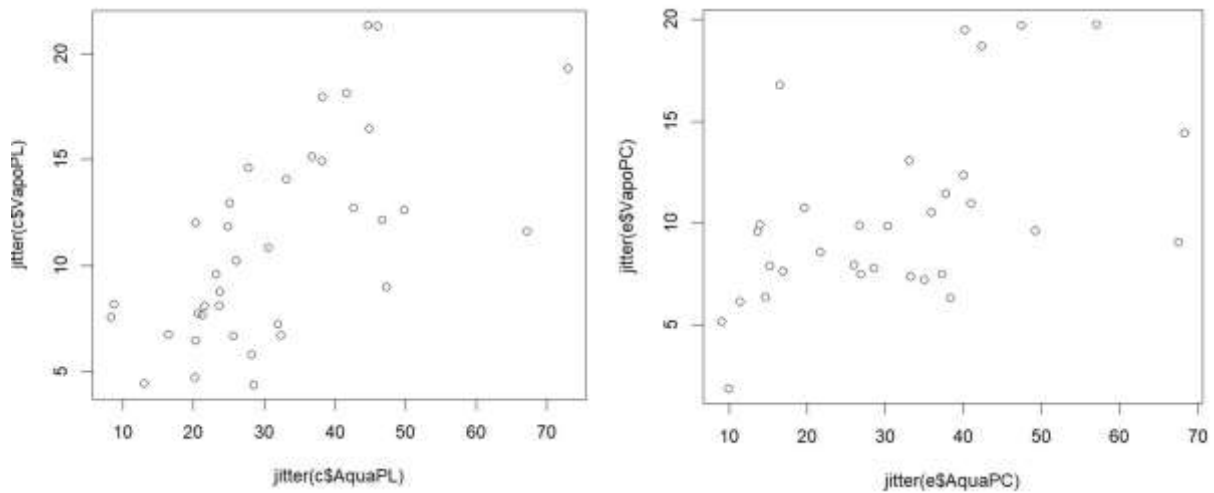 jitter(c$VapoPL)
20
15
10
5
10 20 30 40 50 60 70
jitter(c$AquaPL)
jitter(e$VapoPC)
20
15
10
5
10 20 30 40 50 60 70
jitter(e$AquaPC)